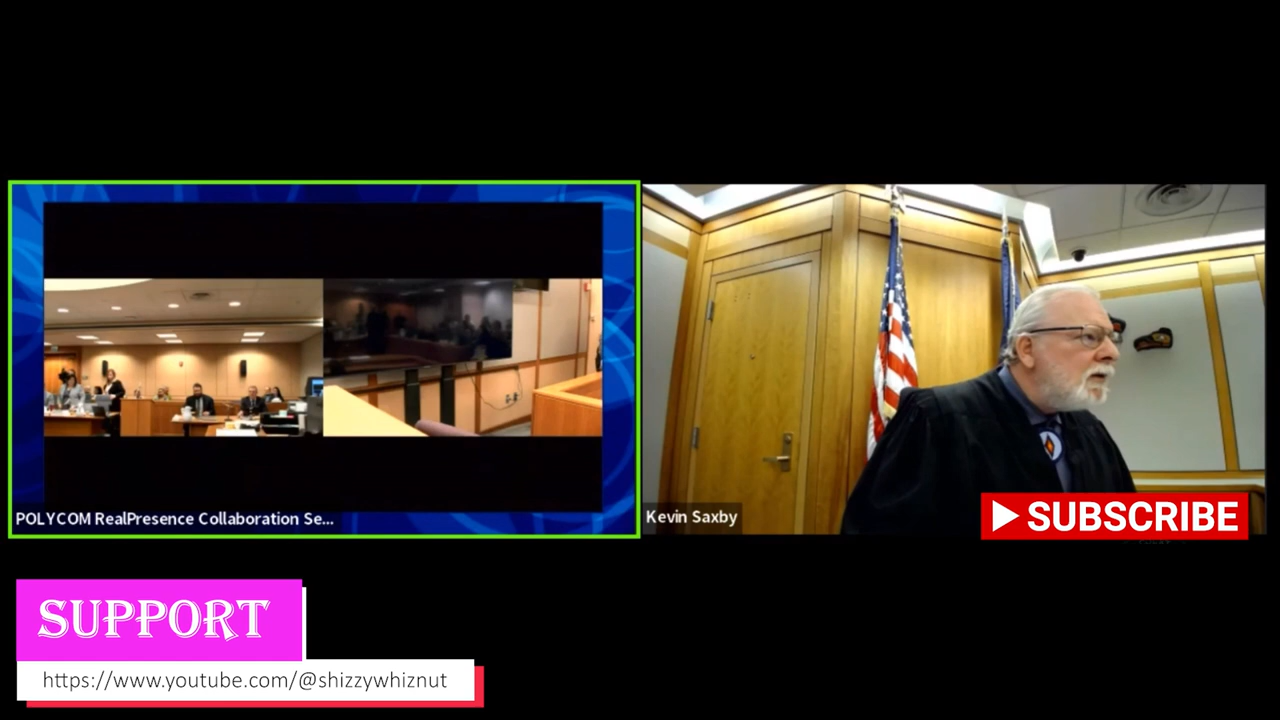 POLYCOM RealPresence Collaboration Se...
Kevin Saxby
SUBSCRIBE
SUPPORT
https://www.youtube.com/@shizzywhiznut